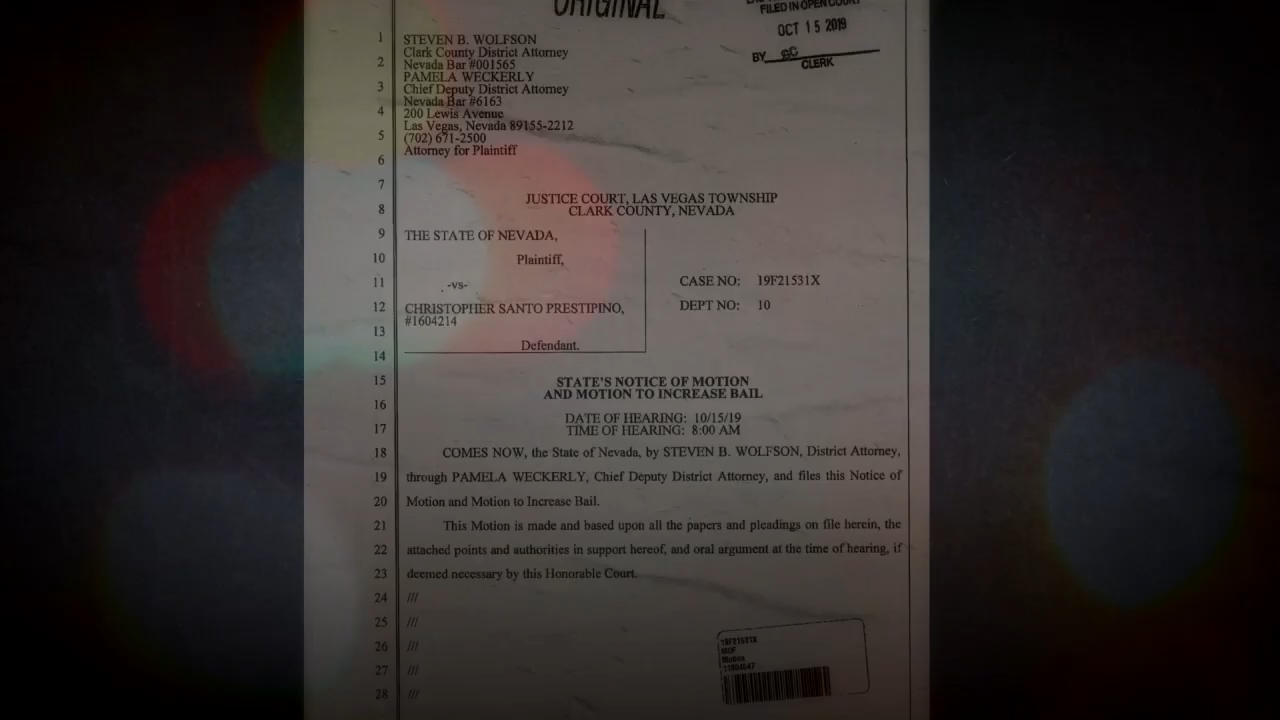 ORIGINAL
FILED IN OPEN COURT
OCT 15 2019
BY
CLERK
1 STEVEN B. WOLFSON
Clark County District Attorney
2 Nevada Bar #001565
PAMELA WECKERLY
3 Chief Deputy District Attorney
Nevada Bar #6163
4 200 Lewis Avenue
Las Vegas, Nevada 89155-2212
5 (702) 671-2500
Attorney for Plaintiff
6
7
JUSTICE COURT, LAS VEGAS TOWNSHIP
8 CLARK COUNTY, NEVADA
9 THE STATE OF NEVADA,
10 Plaintiff,
11 -vs- CASE NO: 19F21531X
12 CHRISTOPHER SANTO PRESTIPINO, DEPT NO: 10
#1604214
13
14 Defendant.
15 STATE'S NOTICE OF MOTION
AND MOTION TO INCREASE BAIL
16
DATE OF HEARING: 10/15/19
17 TIME OF HEARING: 8:00 AM
18 COMES NOW, the State of Nevada, by STEVEN B. WOLFSON, District Attorney,
19 through PAMELA WECKERLY, Chief Deputy District Attorney, and files this Notice of
20 Motion and Motion to Increase Bail.
21 This Motion is made and based upon all the papers and pleadings on file herein, the
22 attached points and authorities in support hereof, and oral argument at the time of hearing, if
23 deemed necessary by this Honorable Court.
24 ///
25 ///
26 ///
27 ///
28 ///
19F21531X
MOF
Motion